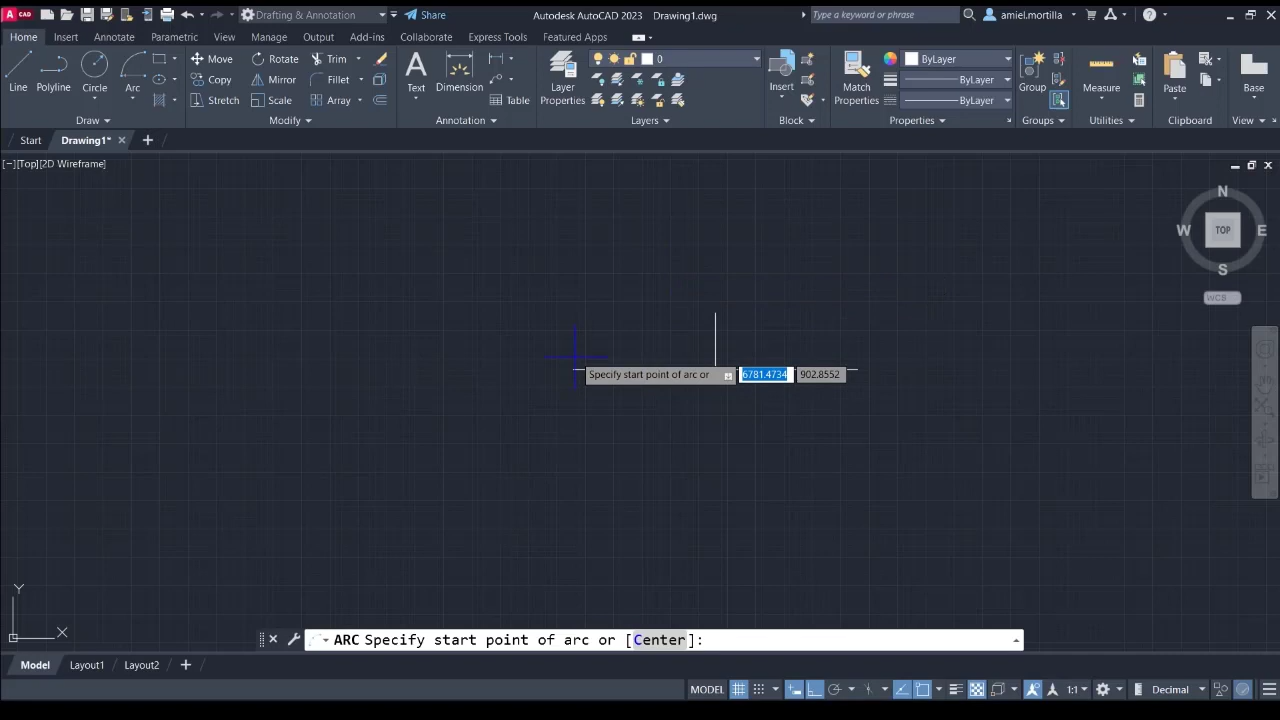 CAD
Drafting & Annotation
Share
Autodesk AutoCAD 2023 Drawing1.dwg
Type a keyword or phrase
amiel.mortilla
Home Insert Annotate Parametric View Manage Output Add-ins Collaborate Express Tools Featured Apps
Line Polyline Circle Arc
Move Rotate Trim
Copy Mirror Fillet
Stretch Scale Array
Text Dimension Table
Layer Properties
0
Insert
Match Properties
ByLayer
ByLayer
ByLayer
Group
Measure
Paste
Base
Draw Modify Annotation Layers Block Properties Groups Utilities Clipboard View
Start Drawing1*
[−][Top][2D Wireframe]
N
W TOP E
S
WCB
Specify start point of arc or 6781.4734 902.8552
Y
X
ARC Specify start point of arc or [Center]:
Model Layout1 Layout2
MODEL 1:1 Decimal